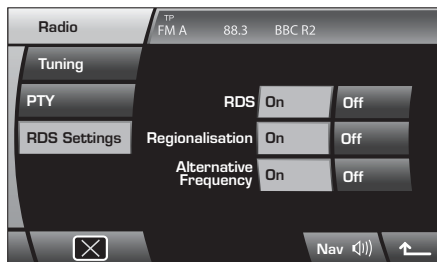 Radio
TP
FM A 88.3 BBC R2
Tuning
PTY
RDS On Off
RDS Settings
Regionalisation On Off
Alternative
Frequency On Off
Nav